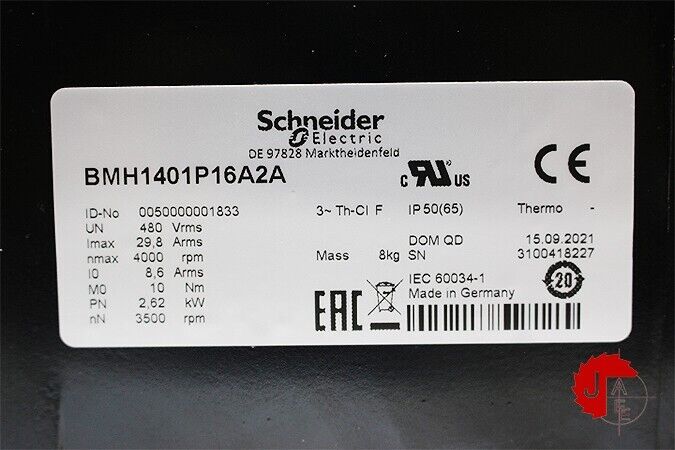 Schneider
Electric
DE 97828 Marktheidenfeld
BMH1401P16A2A
c RU US
CE
ID-No 0050000001833 3~ Th-Cl F IP50(65) Thermo -
UN 480 Vrms
Imax 29,8 Arms DOM QD 15.09.2021
nmax 4000 rpm Mass 8kg SN 3100418227
I0 8,6 Arms IEC 60034-1
M0 10 Nm Made in Germany
PN 2,62 kW EAC 20
nN 3500 rpm
JAEE